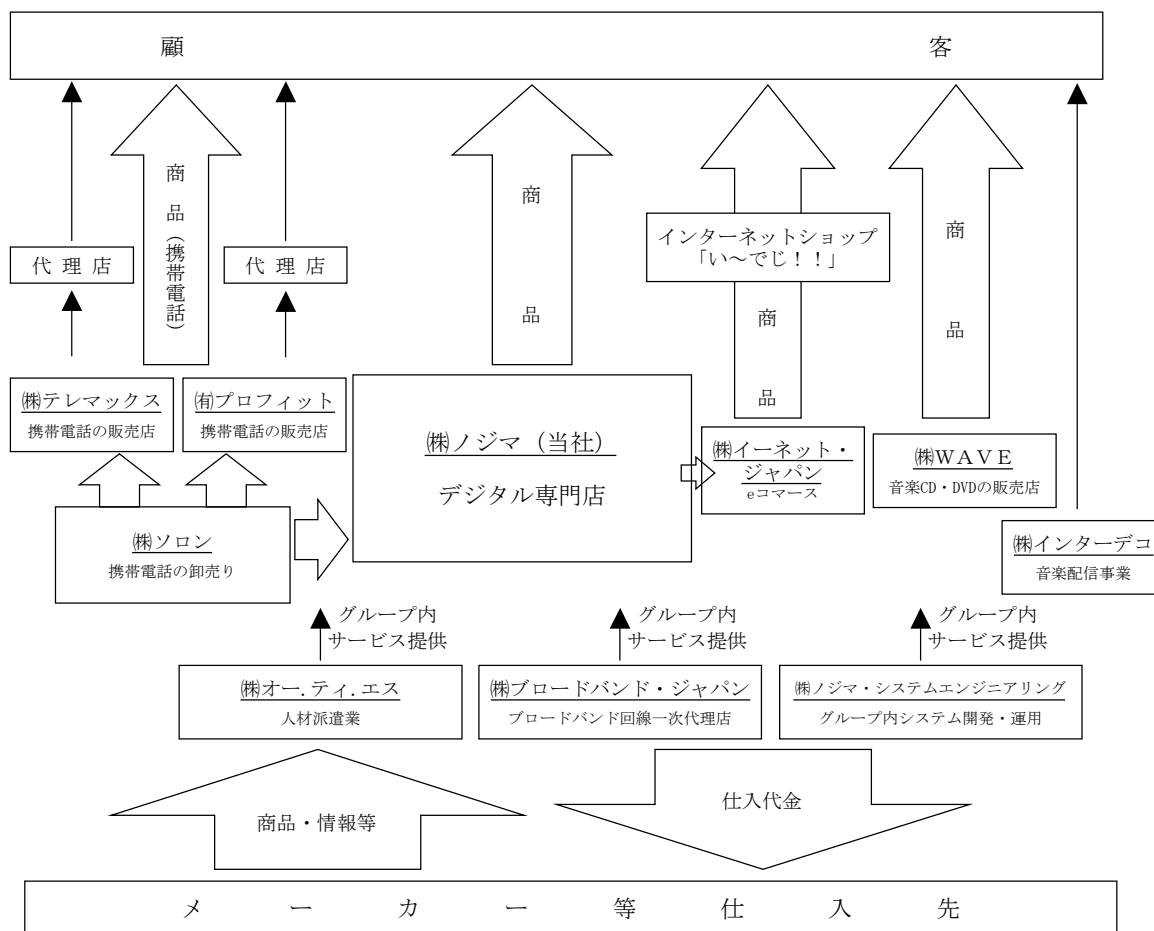 顧客
商品(携帯電話)
商品
インターネットショップ
「い〜でじ！！」
商品
商品
代理店
代理店
㈱テレマックス
携帯電話の販売店
㈲プロフィット
携帯電話の販売店
㈱ノジマ（当社）
デジタル専門店
㈱イーネット・
ジャパン
eコマース
㈱ＷＡＶＥ
音楽CD・DVDの販売店
㈱ソロン
携帯電話の卸売り
㈱インターデコ
音楽配信事業
グループ内
サービス提供
グループ内
サービス提供
グループ内
サービス提供
㈱オー.ティ.エス
人材派遣業
㈱ブロードバンド・ジャパン
ブロードバンド回線一次代理店
㈱ノジマ・システムエンジニアリング
グループ内システム開発・運用
商品・情報等
仕入代金
メーカー等仕入先